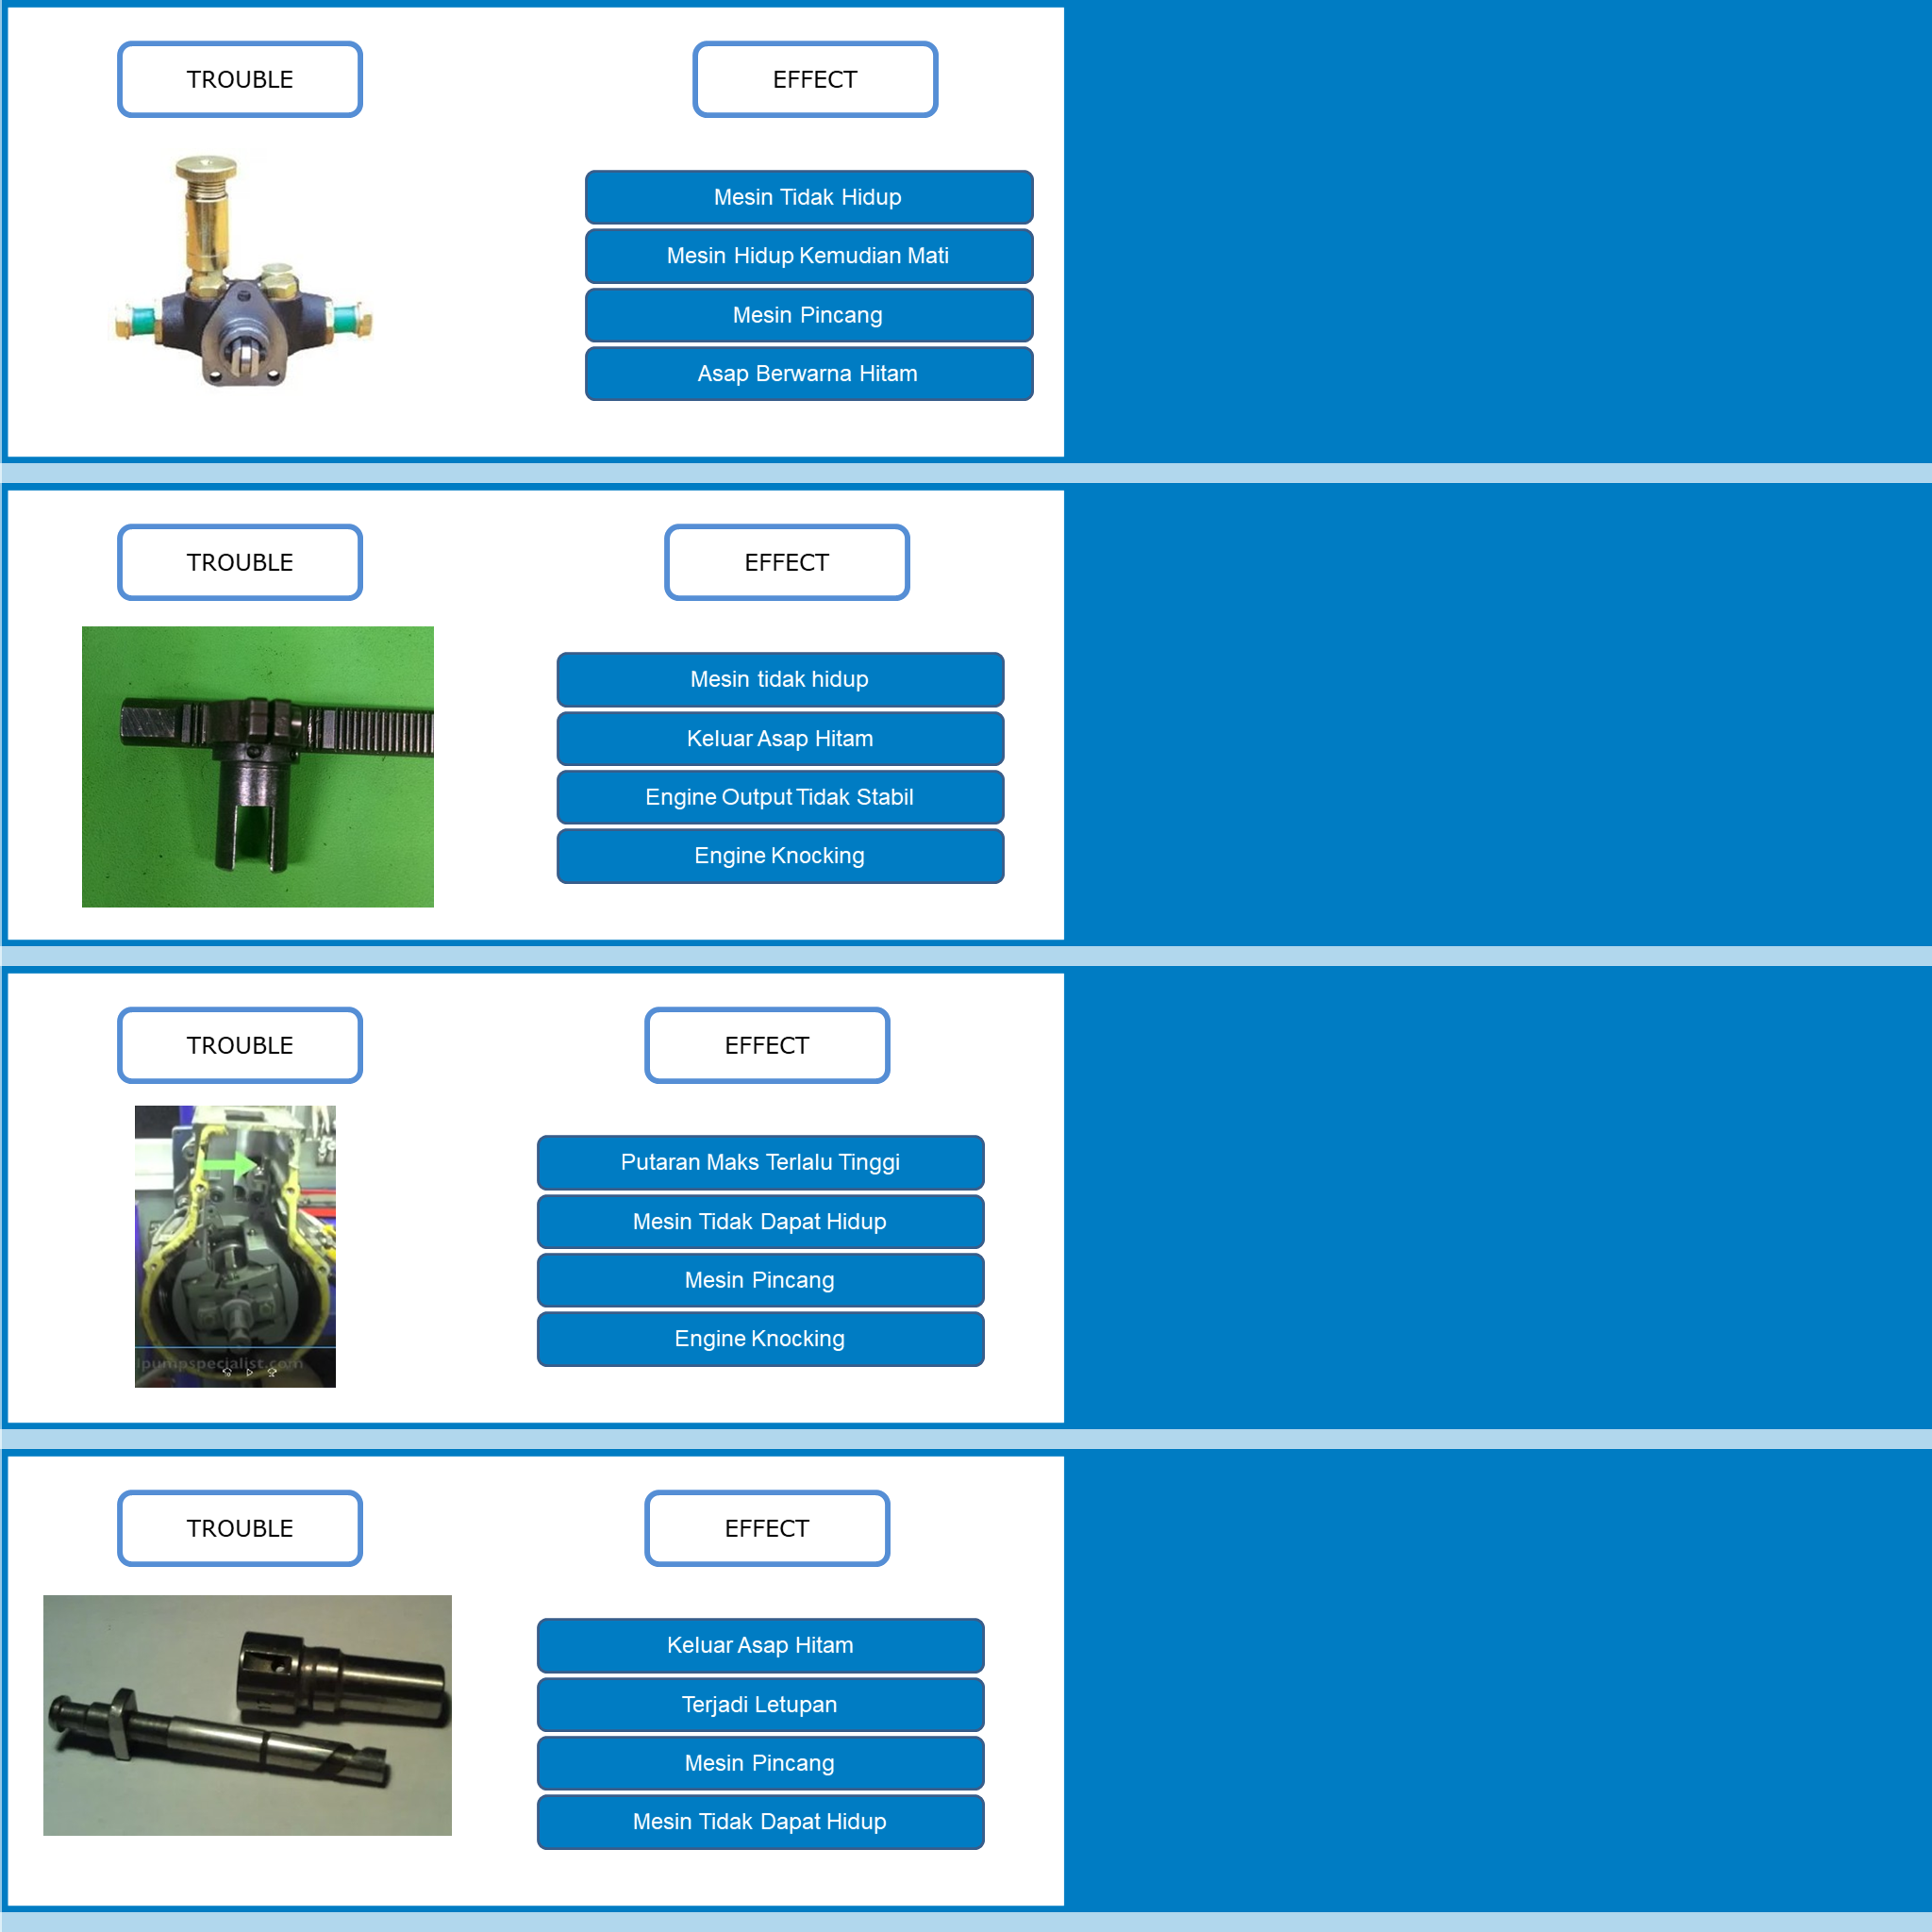 TROUBLE
EFFECT
Mesin Tidak Hidup
Mesin Hidup Kemudian Mati
Mesin Pincang
Asap Berwarna Hitam
TROUBLE
EFFECT
Mesin tidak hidup
Keluar Asap Hitam
Engine Output Tidak Stabil
Engine Knocking
TROUBLE
EFFECT
Putaran Maks Terlalu Tinggi
Mesin Tidak Dapat Hidup
Mesin Pincang
Engine Knocking
lpumpspecialist.com
TROUBLE
EFFECT
Keluar Asap Hitam
Terjadi Letupan
Mesin Pincang
Mesin Tidak Dapat Hidup